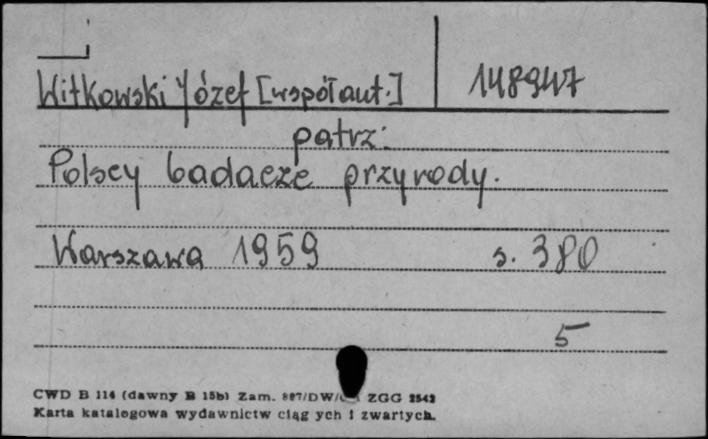 Witkowski Józef [współaut.] 148947
patrz:
Polscy badacze przyrody.
Warszawa 1959 s. 380
5
CWD B 114 (dawny B 15b) Zam. 897/DW/ ZGG 2542
Karta katalogowa wydawnictw ciąg ych i zwartych.